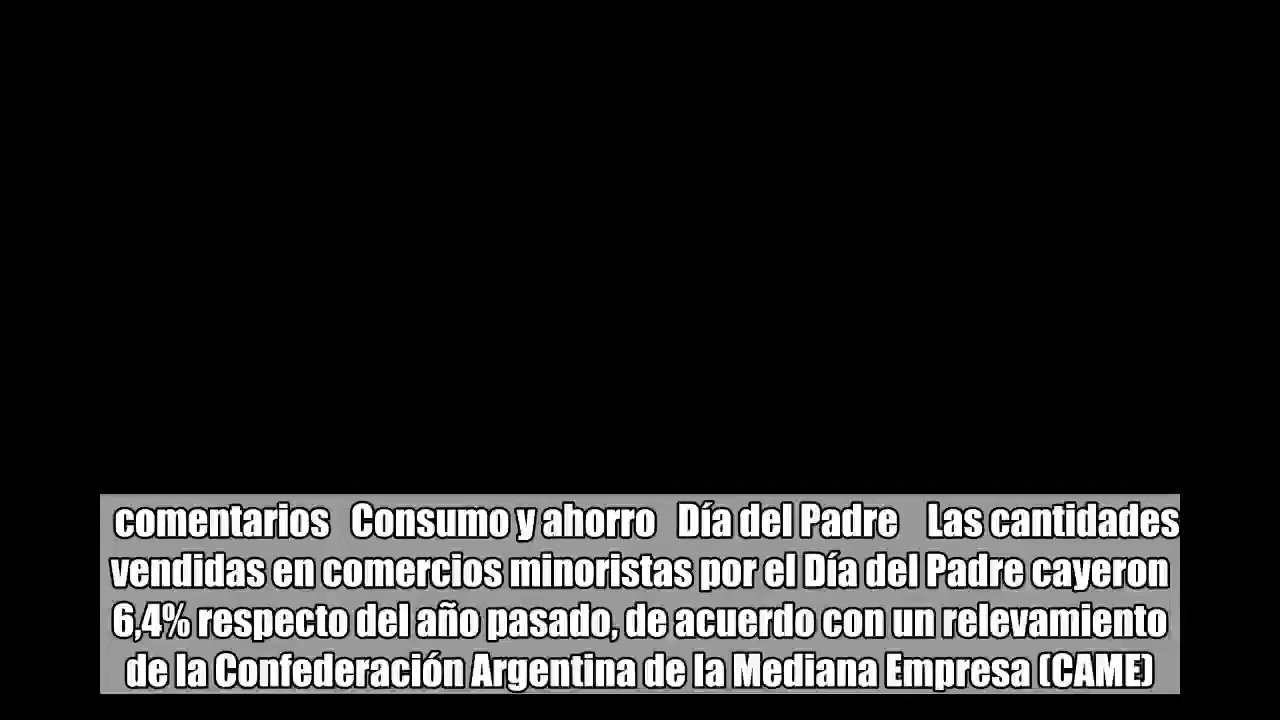 comentarios Consumo y ahorro Día del Padre Las cantidades
vendidas en comercios minoristas por el Día del Padre cayeron
6,4% respecto del año pasado, de acuerdo con un relevamiento
de la Confederación Argentina de la Mediana Empresa (CAME)